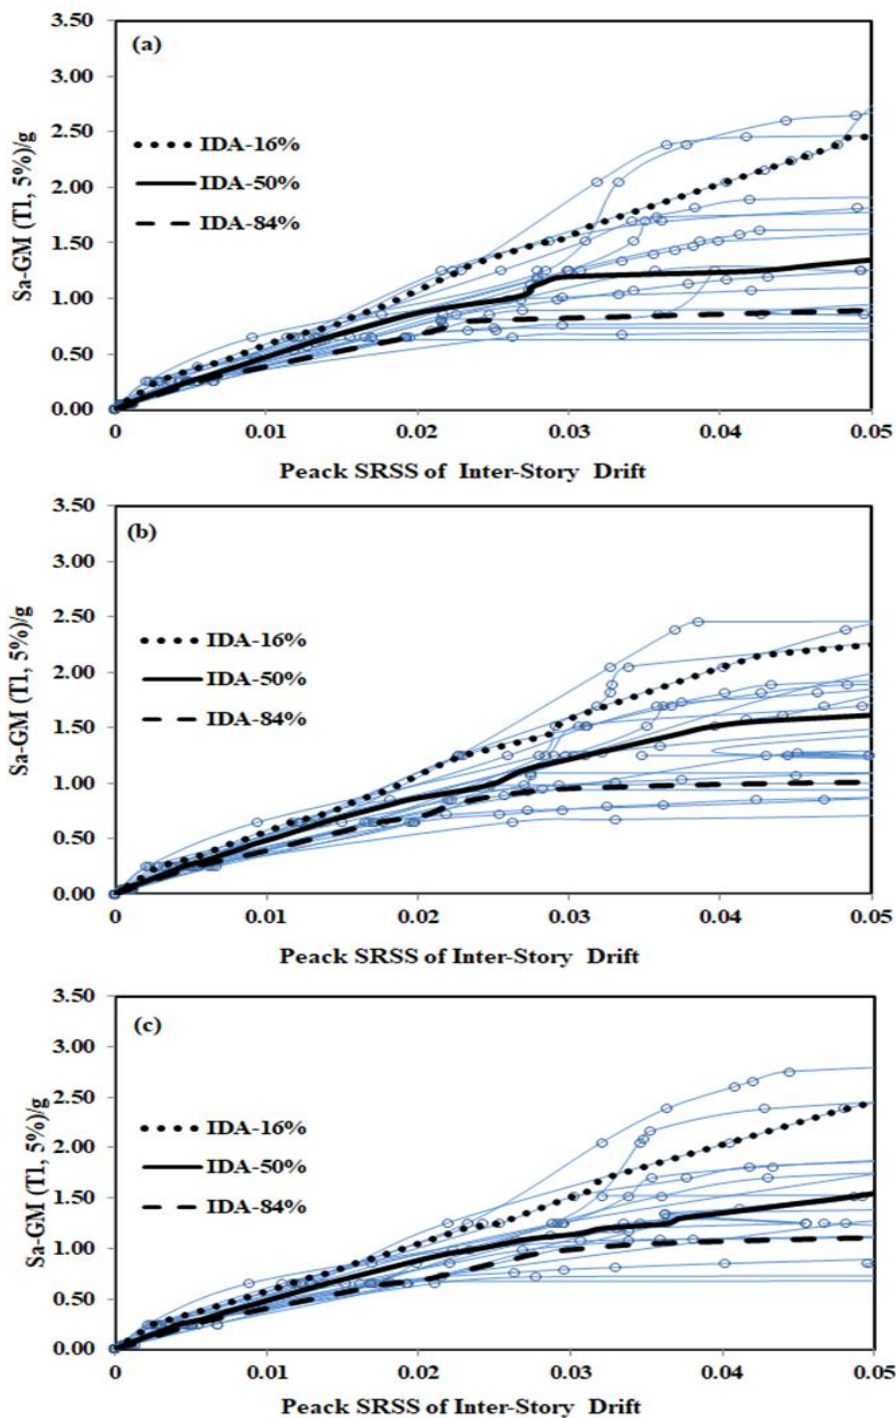 3.50
(a)
3.00
2.50
IDA-16%
2.00
IDA-50%
1.50
IDA-84%
1.00
0.50
0.00
Sa-GM (T1, 5%)/g
0 0.01 0.02 0.03 0.04 0.05
Peack SRSS of Inter-Story Drift
3.50
(b)
3.00
2.50
IDA-16%
2.00
IDA-50%
1.50
IDA-84%
1.00
0.50
0.00
Sa-GM (T1, 5%)/g
0 0.01 0.02 0.03 0.04 0.05
Peack SRSS of Inter-Story Drift
3.50
(c)
3.00
2.50
IDA-16%
2.00
IDA-50%
1.50
IDA-84%
1.00
0.50
0.00
Sa-GM (T1, 5%)/g
0 0.01 0.02 0.03 0.04 0.05
Peack SRSS of Inter-Story Drift